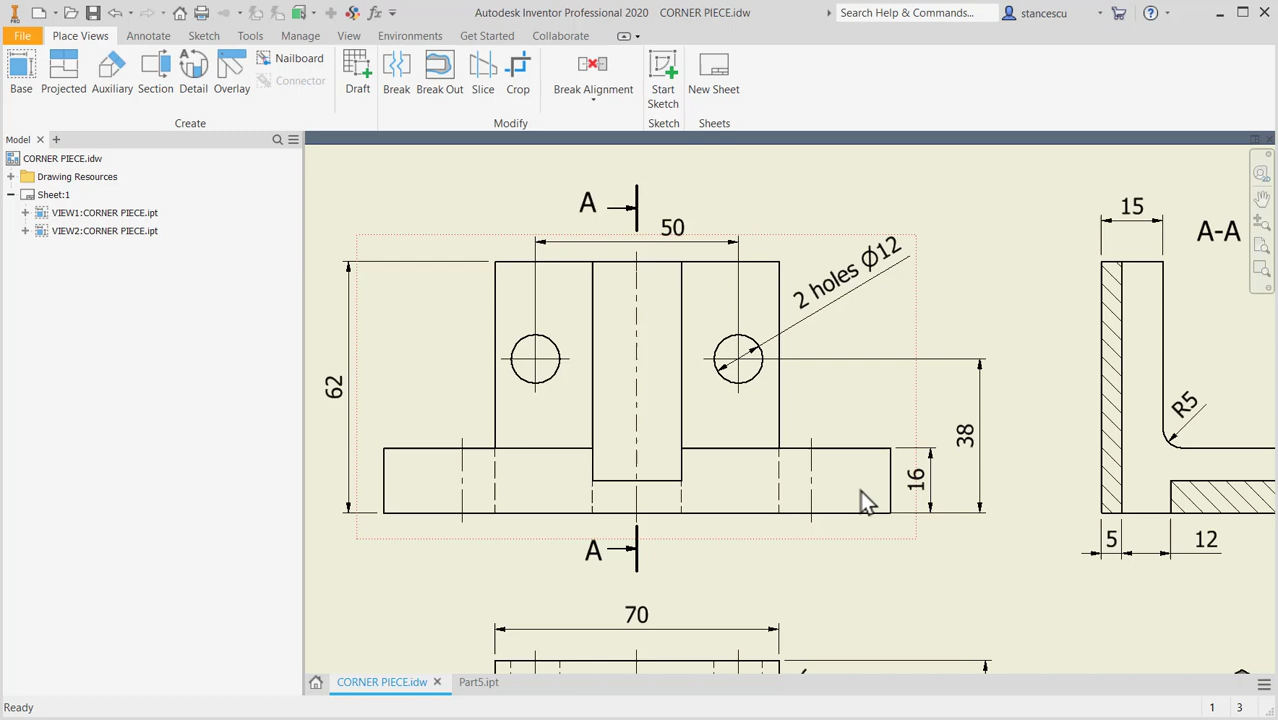 Autodesk Inventor Professional 2020 CORNER PIECE.idw
Search Help & Commands...
stancescu
PRO
File Place Views Annotate Sketch Tools Manage View Environments Get Started Collaborate
Base
Projected
Auxiliary
Section
Detail
Overlay
Nailboard
Connector
Draft
Break
Break Out
Slice
Crop
Break Alignment
Start
Sketch
New Sheet
Create
Modify
Sketch
Sheets
Model
CORNER PIECE.idw
Drawing Resources
Sheet:1
VIEW1:CORNER PIECE.ipt
VIEW2:CORNER PIECE.ipt
A
50
2 holes Ø12
15
A-A
62
38
R5
16
A
5
12
70
CORNER PIECE.idw
Part5.ipt
Ready
1
3